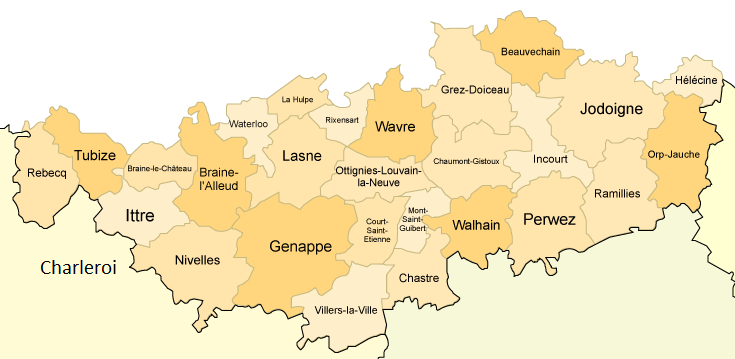 Beauvechain
Hélécine
Grez-Doiceau
La Hulpe
Jodoigne
Waterloo
Rixensart
Wavre
Tubize
Lasne
Orp-Jauche
Rebecq
Braine-le-Château
Braine-
l'Alleud
Chaumont-Gistoux
Incourt
Ottignies-Louvain-
la-Neuve
Ramillies
Ittre
Court-
Saint-
Etienne
Mont-
Saint-
Guibert
Walhain
Perwez
Genappe
Nivelles
Charleroi
Chastre
Villers-la-Ville